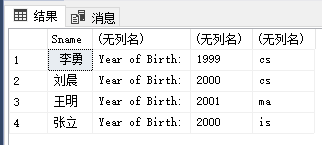 结果 消息
Sname (无列名) (无列名) (无列名)
1 李勇 Year of Birth: 1999 cs
2 刘晨 Year of Birth: 2000 cs
3 王明 Year of Birth: 2001 ma
4 张立 Year of Birth: 2000 is